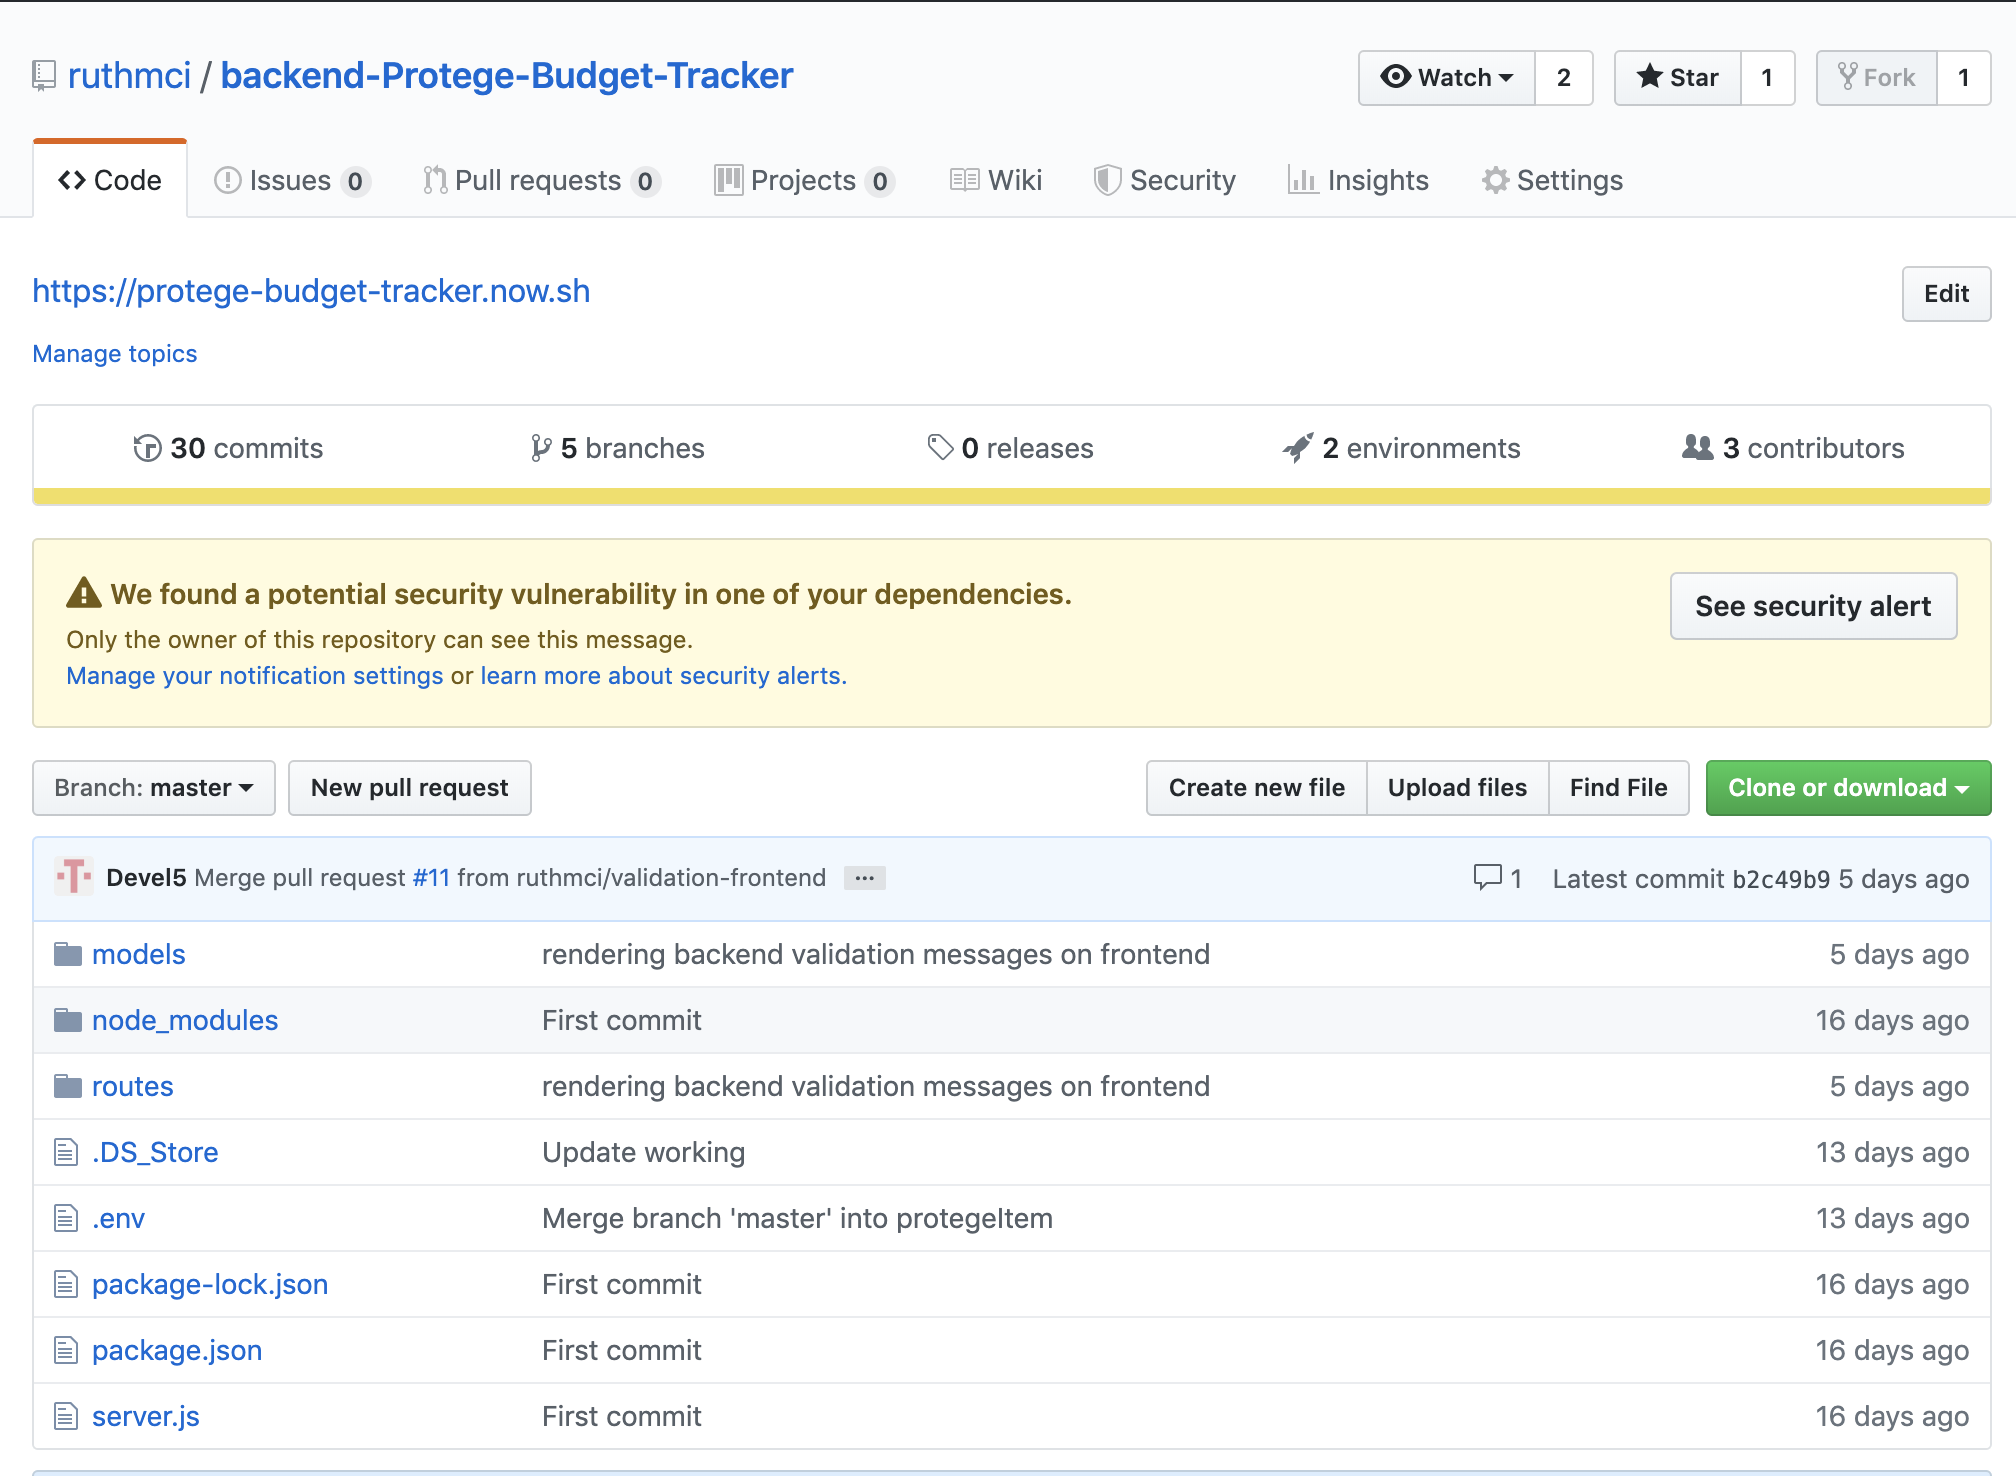 ruthmci / backend-Protege-Budget-Tracker
Watch 2 Star 1 Fork 1
Code Issues 0 Pull requests 0 Projects 0 Wiki Security Insights Settings
https://protege-budget-tracker.now.sh
Edit
Manage topics
30 commits 5 branches 0 releases 2 environments 3 contributors
We found a potential security vulnerability in one of your dependencies.
See security alert
Only the owner of this repository can see this message.
Manage your notification settings or learn more about security alerts.
Branch: master New pull request Create new file Upload files Find File Clone or download
Devel5 Merge pull request #11 from ruthmci/validation-frontend ... 1 Latest commit b2c49b9 5 days ago
models rendering backend validation messages on frontend 5 days ago
node_modules First commit 16 days ago
routes rendering backend validation messages on frontend 5 days ago
.DS_Store Update working 13 days ago
.env Merge branch 'master' into protegeItem 13 days ago
package-lock.json First commit 16 days ago
package.json First commit 16 days ago
server.js First commit 16 days ago